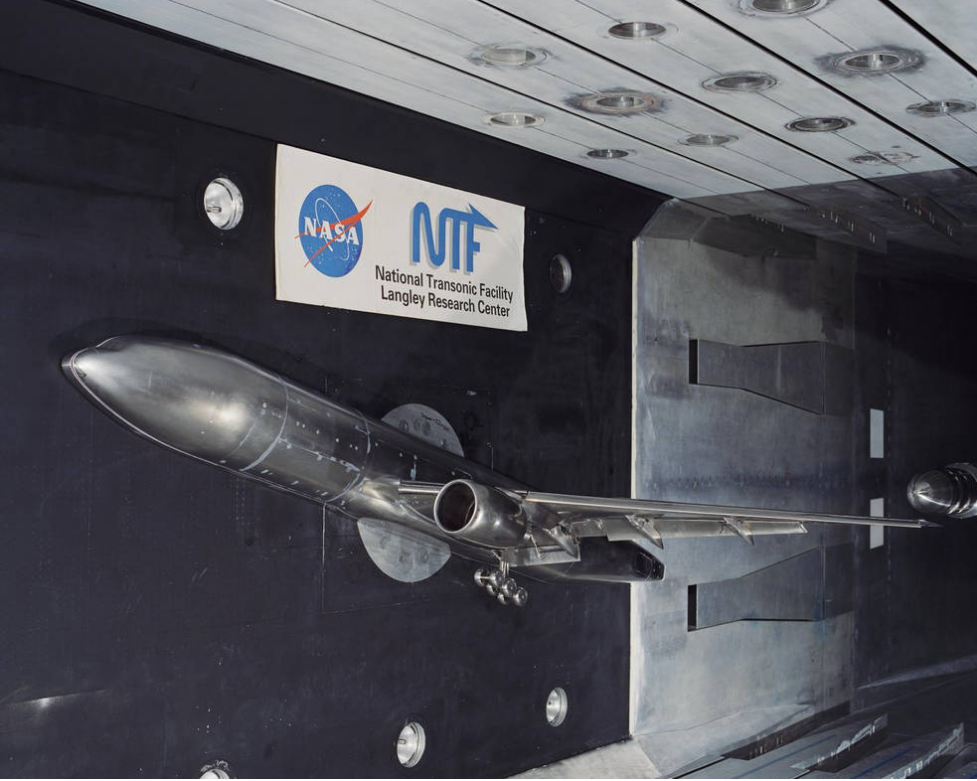 NASA
NTF
National Transonic Facility
Langley Research Center